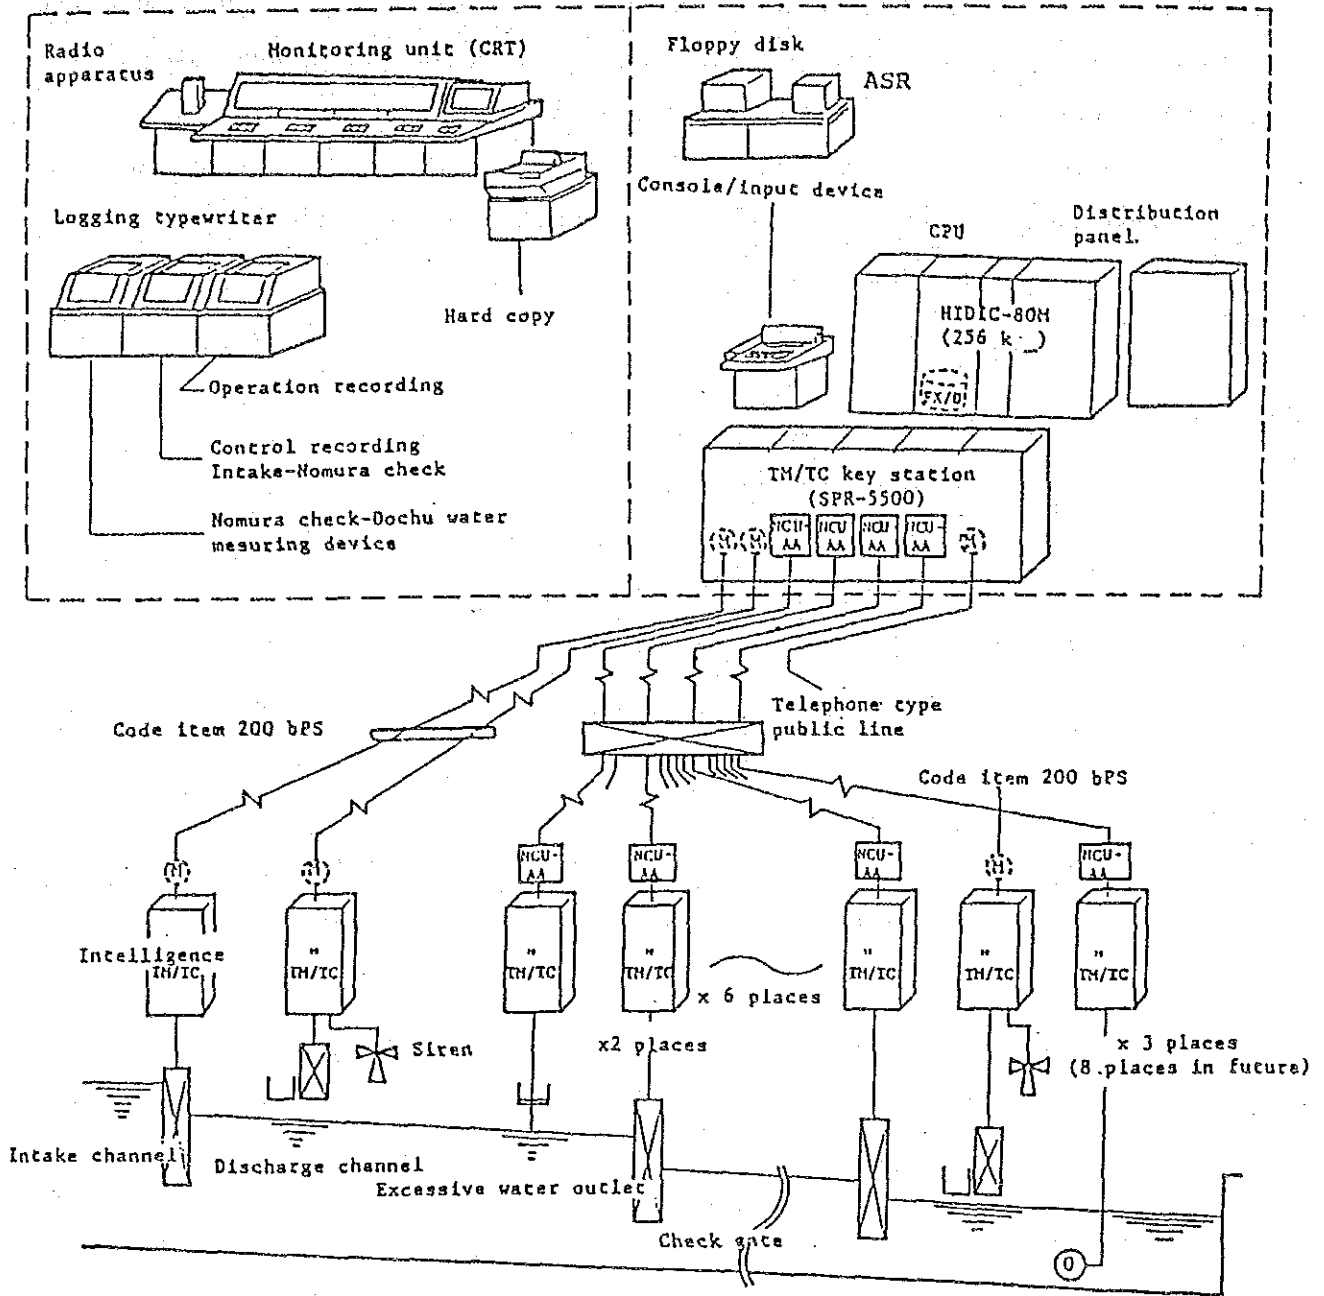 Radio
apparatus
Monitoring unit (CRT)
Floppy disk
ASR
Console/input device
Logging typewriter
Hard copy
CPU
Distribution
panel.
HIDIC-80M
(256 k
Operation recording
Control recording
Intake-Nomura check
Nomura check-Dochu water
mesuring device
TM/TC key station
(SPR-5500)
M
M
NCU-
AA
NCU-
AA
NCU-
AA
NCU-
AA
M
Code item 200 bPS
Telephone type
public line
Code item 200 bPS
M
M
NCU-
AA
NCU-
AA
NCU-
AA
M
NCU-
AA
Intelligence
TM/TC
"
TM/TC
"
TM/TC
"
TM/TC
"
TM/TC
"
TM/TC
"
TM/TC
x 6 places
Siren
x2 places
x 3 places
(8.places in future)
Intake channel
Discharge channel
Excessive water outlet
Check gate
0